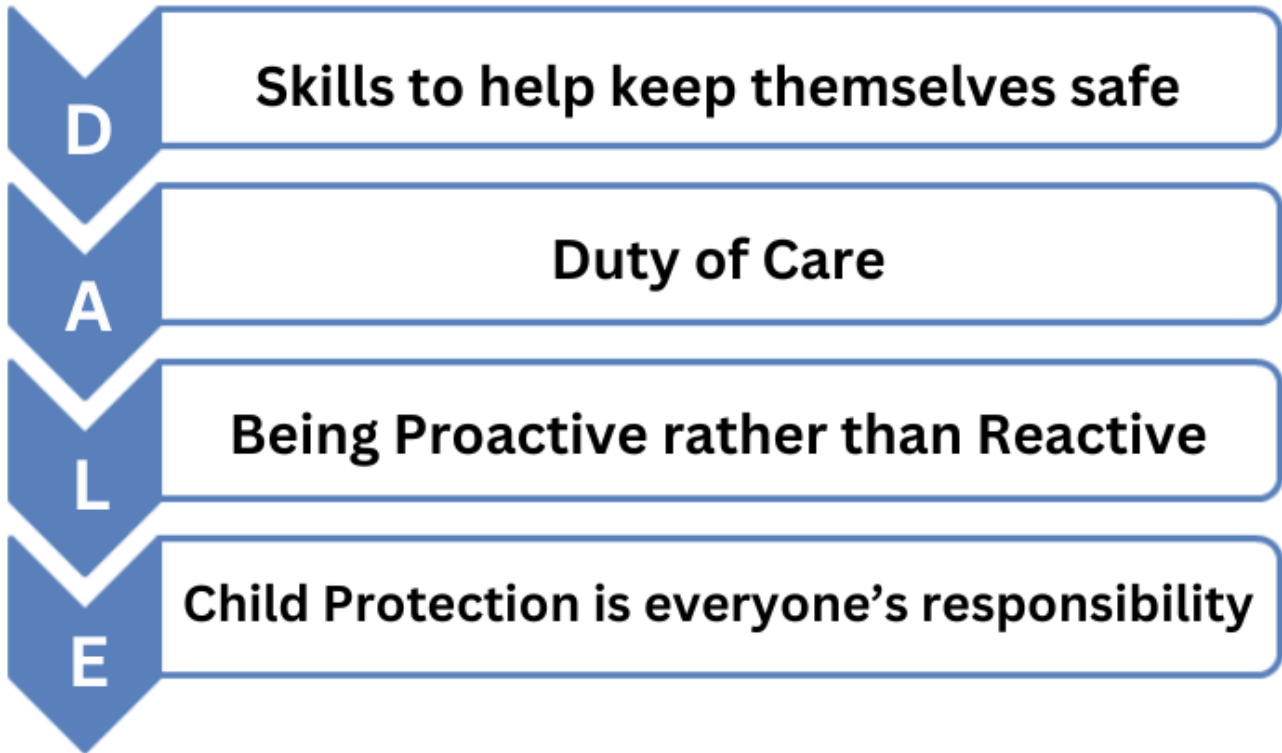 D
Skills to help keep themselves safe
A
Duty of Care
L
Being Proactive rather than Reactive
E
Child Protection is everyone’s responsibility